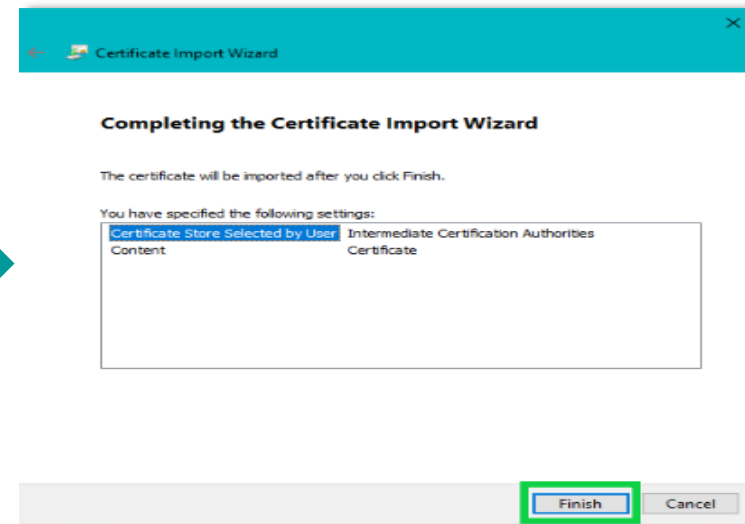 Certificate Import Wizard
Completing the Certificate Import Wizard
The certificate will be imported after you click Finish.
You have specified the following settings:
Certificate Store Selected by User Intermediate Certification Authorities
Content Certificate
Finish Cancel